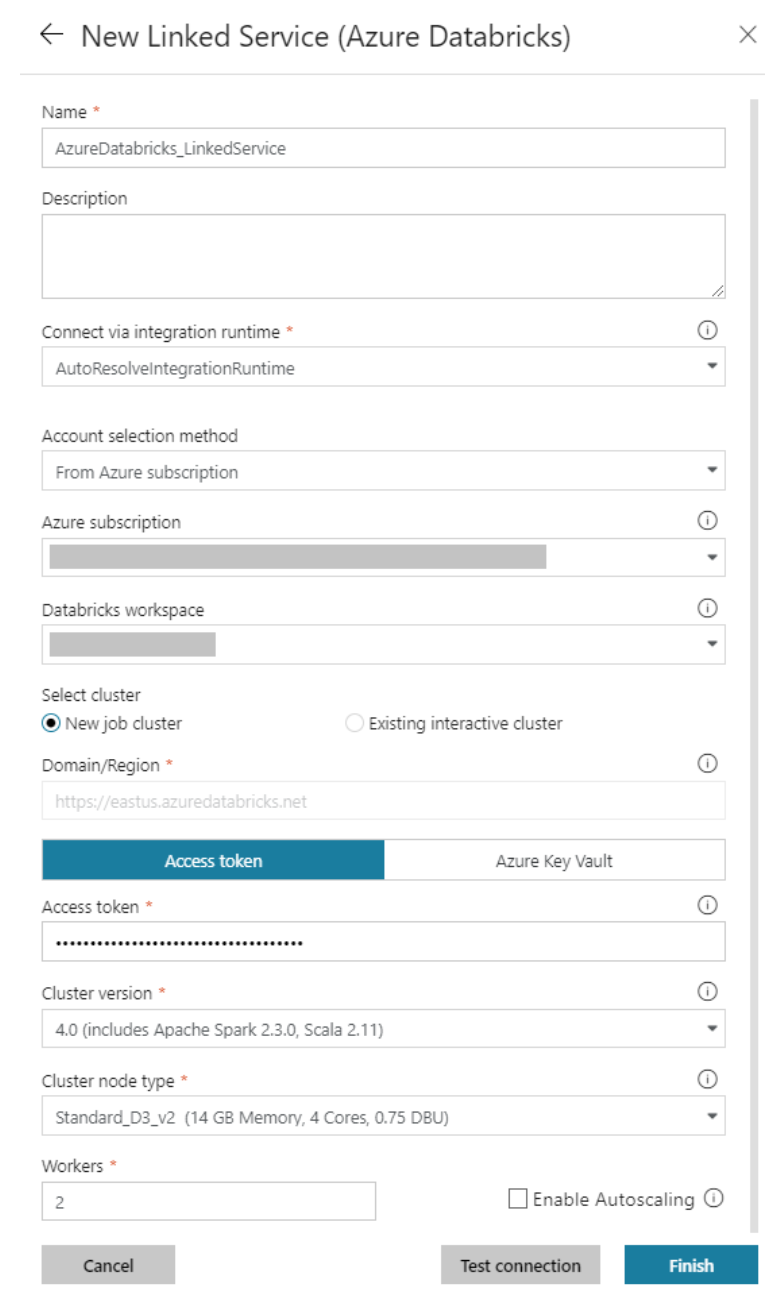 New Linked Service (Azure Databricks)
Name *
AzureDatabricks_LinkedService
Description
Connect via integration runtime *
AutoResolveIntegrationRuntime
Account selection method
From Azure subscription
Azure subscription
Databricks workspace
Select cluster
New job cluster Existing interactive cluster
Domain/Region *
https://eastus.azuredatabricks.net
Access token Azure Key Vault
Access token *
••••••••••••••••••••••••••••••••••••
Cluster version *
4.0 (includes Apache Spark 2.3.0, Scala 2.11)
Cluster node type *
Standard_D3_v2 (14 GB Memory, 4 Cores, 0.75 DBU)
Workers *
2 Enable Autoscaling
Cancel Test connection Finish